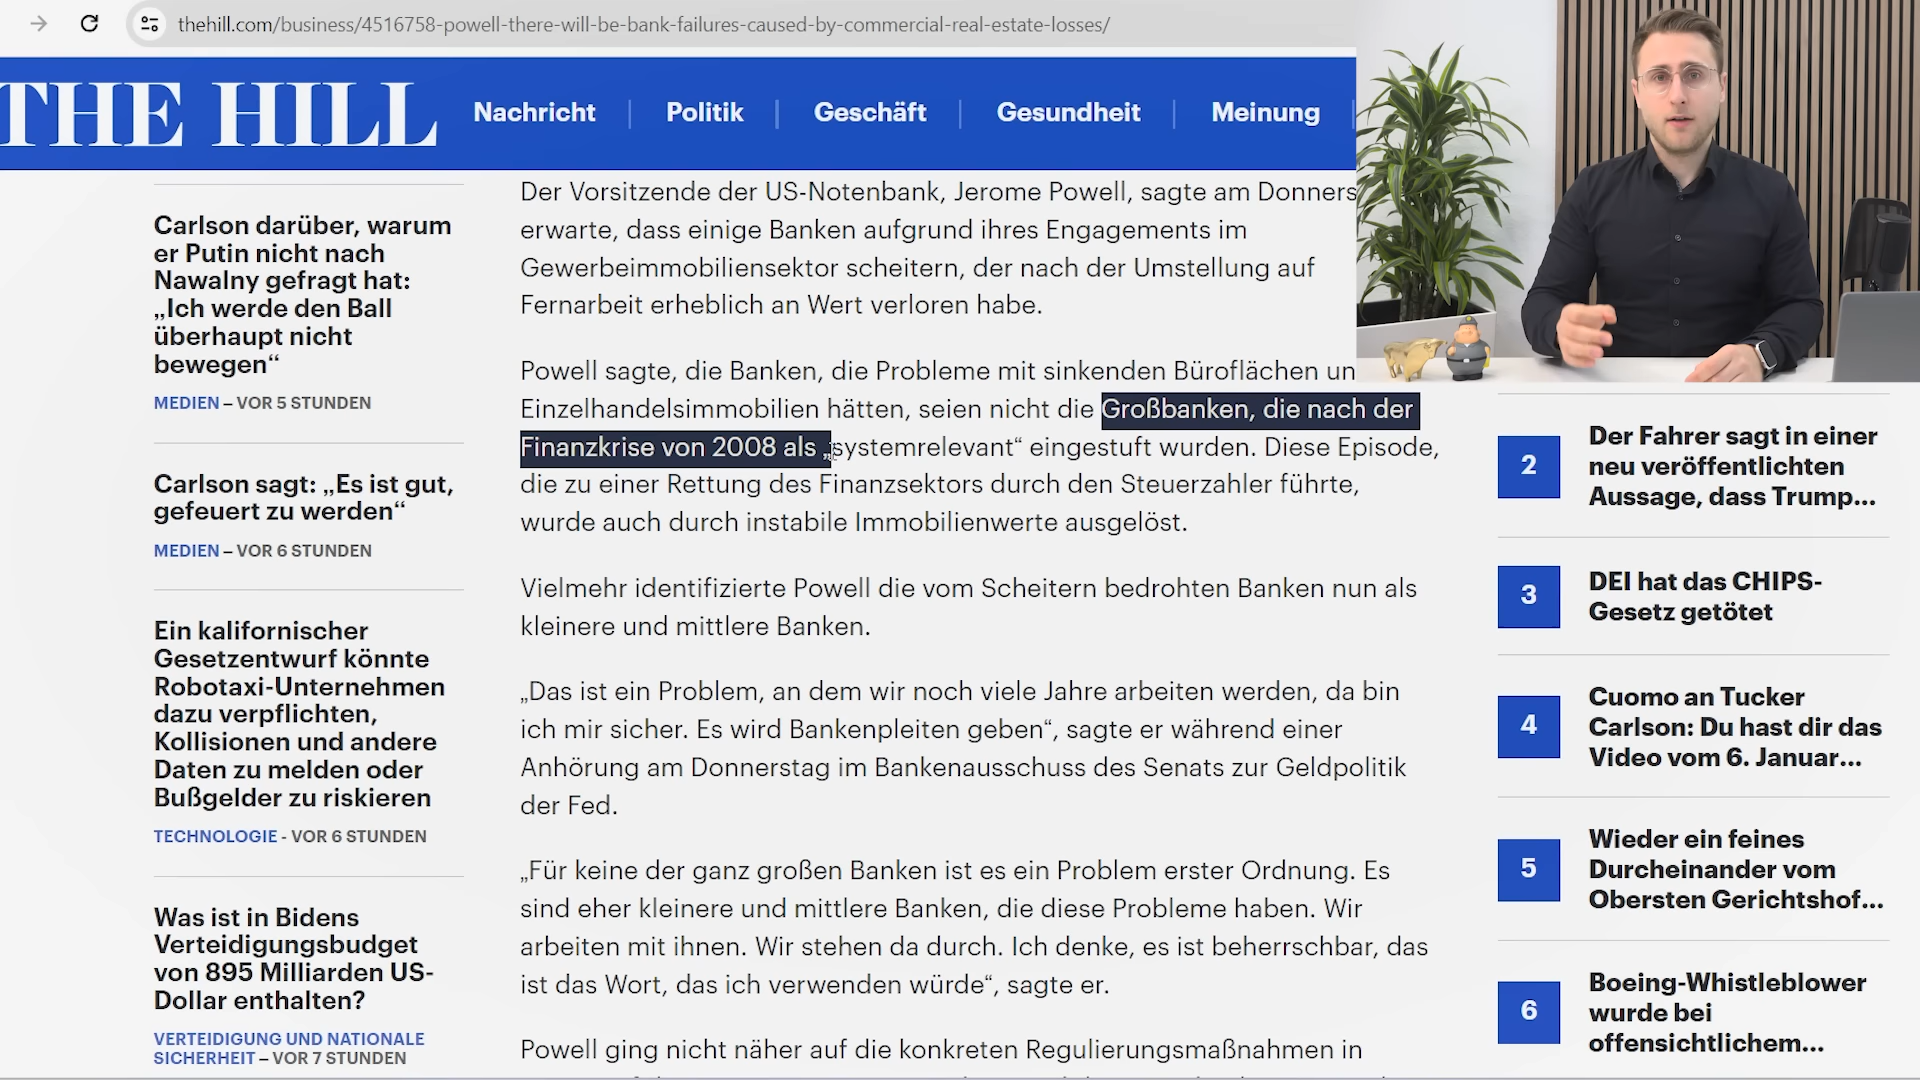 thehill.com/business/4516758-powell-there-will-be-bank-failures-caused-by-commercial-real-estate-losses/
THE HILL
Nachricht
Politik
Geschäft
Gesundheit
Meinung
Carlson darüber, warum
er Putin nicht nach
Nawalny gefragt hat:
„Ich werde den Ball
überhaupt nicht
bewegen“
MEDIEN – VOR 5 STUNDEN
Carlson sagt: „Es ist gut,
gefeuert zu werden“
MEDIEN – VOR 6 STUNDEN
Ein kalifornischer
Gesetzentwurf könnte
Robotaxi-Unternehmen
dazu verpflichten,
Kollisionen und andere
Daten zu melden oder
Bußgelder zu riskieren
TECHNOLOGIE - VOR 6 STUNDEN
Was ist in Bidens
Verteidigungsbudget
von 895 Milliarden US-
Dollar enthalten?
VERTEIDIGUNG UND NATIONALE
SICHERHEIT – VOR 7 STUNDEN
Der Vorsitzende der US-Notenbank, Jerome Powell, sagte am Donners
erwarte, dass einige Banken aufgrund ihres Engagements im
Gewerbeimmobiliensektor scheitern, der nach der Umstellung auf
Fernarbeit erheblich an Wert verloren habe.
Powell sagte, die Banken, die Probleme mit sinkenden Büroflächen un
Einzelhandelsimmobilien hätten, seien nicht die Großbanken, die nach der
Finanzkrise von 2008 als „systemrelevant“ eingestuft wurden. Diese Episode,
die zu einer Rettung des Finanzsektors durch den Steuerzahler führte,
wurde auch durch instabile Immobilienwerte ausgelöst.
Vielmehr identifizierte Powell die vom Scheitern bedrohten Banken nun als
kleinere und mittlere Banken.
„Das ist ein Problem, an dem wir noch viele Jahre arbeiten werden, da bin
ich mir sicher. Es wird Bankenpleiten geben“, sagte er während einer
Anhörung am Donnerstag im Bankenausschuss des Senats zur Geldpolitik
der Fed.
„Für keine der ganz großen Banken ist es ein Problem erster Ordnung. Es
sind eher kleinere und mittlere Banken, die diese Probleme haben. Wir
arbeiten mit ihnen. Wir stehen da durch. Ich denke, es ist beherrschbar, das
ist das Wort, das ich verwenden würde“, sagte er.
Powell ging nicht näher auf die konkreten Regulierungsmaßnahmen in
2
Der Fahrer sagt in einer
neu veröffentlichten
Aussage, dass Trump...
3
DEI hat das CHIPS-
Gesetz getötet
4
Cuomo an Tucker
Carlson: Du hast dir das
Video vom 6. Januar...
5
Wieder ein feines
Durcheinander vom
Obersten Gerichtshof...
6
Boeing-Whistleblower
wurde bei
offensichtlichem...